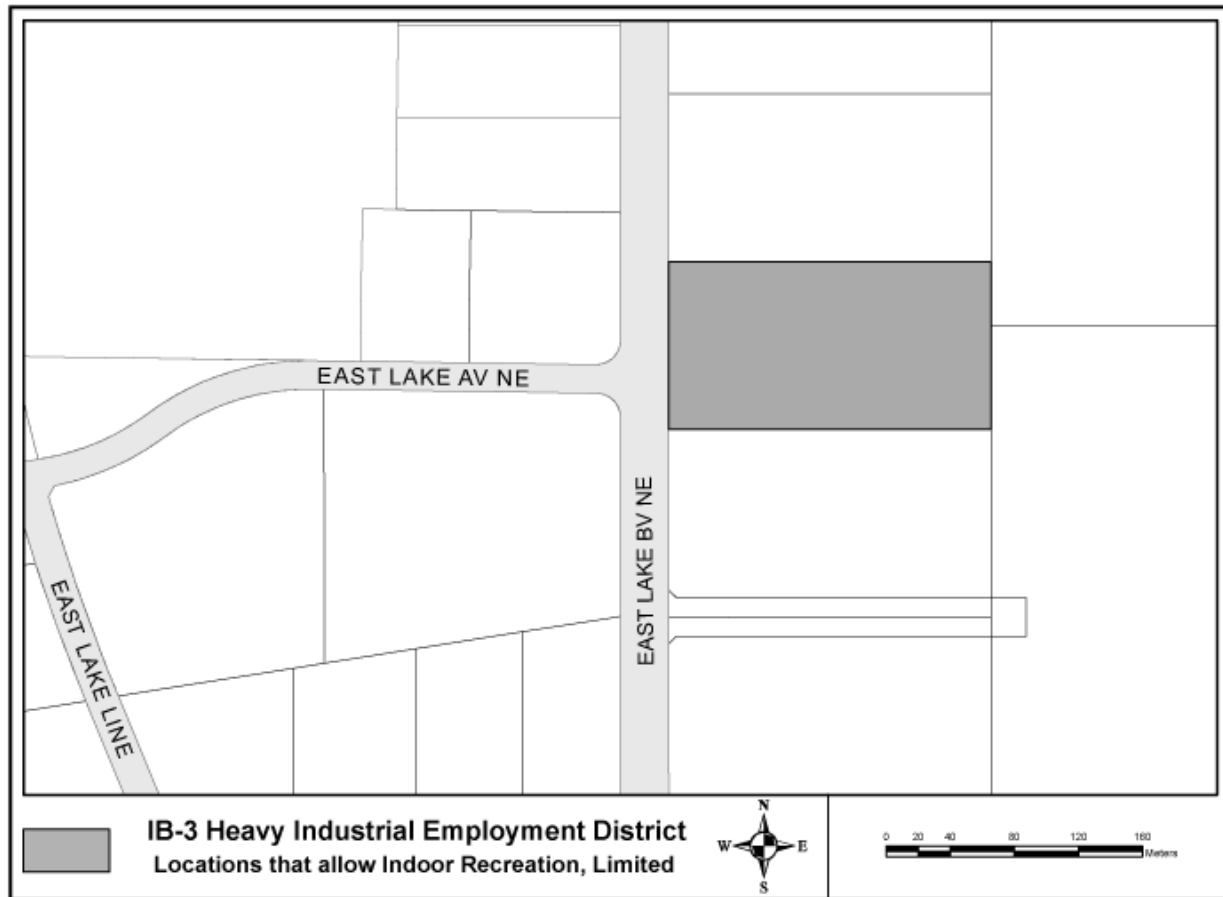 EAST LAKE AV NE
EAST LAKE BV NE
EAST LAKE LINE
IB-3 Heavy Industrial Employment District
Locations that allow Indoor Recreation, Limited
N
W
E
S
0 20 40 80 120 160
Meters